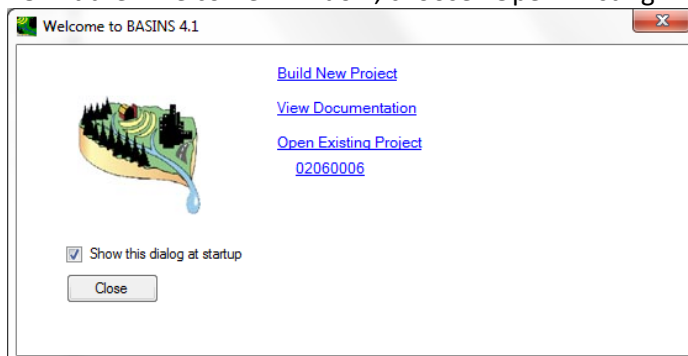 Welcome to BASINS 4.1
Build New Project
View Documentation
Open Existing Project
02060006
Show this dialog at startup
Close